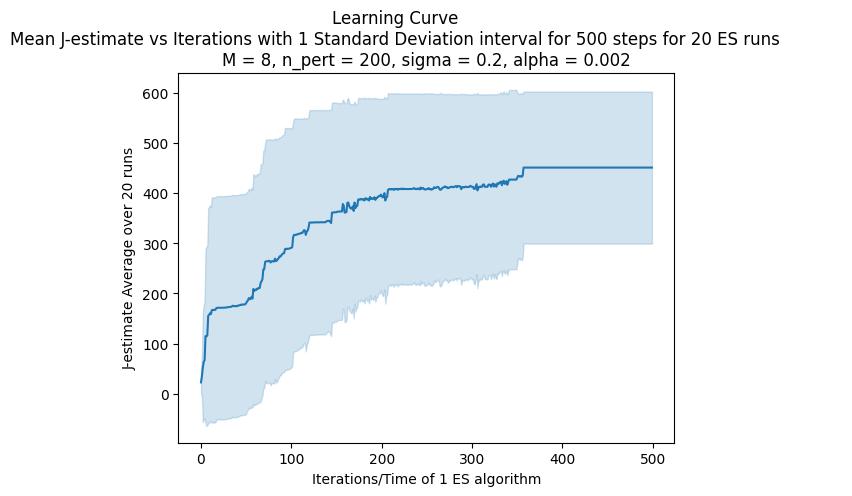 Learning Curve
Mean J-estimate vs Iterations with 1 Standard Deviation interval for 500 steps for 20 ES runs
M = 8, n_pert = 200, sigma = 0.2, alpha = 0.002
J-estimate Average over 20 runs
600
500
400
300
200
100
0
0 100 200 300 400 500
Iterations/Time of 1 ES algorithm